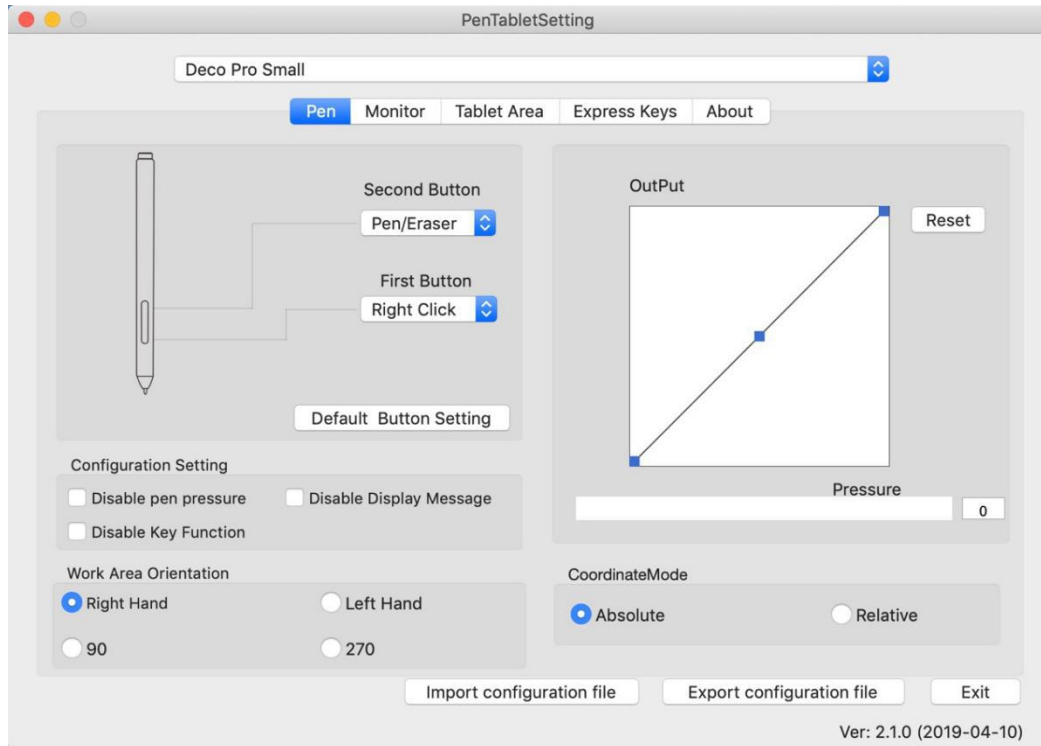 PenTabletSetting
Deco Pro Small
Pen Monitor Tablet Area Express Keys About
Second Button
Pen/Eraser
First Button
Right Click
Default Button Setting
OutPut
Reset
Pressure
0
Configuration Setting
Disable pen pressure Disable Display Message
Disable Key Function
Work Area Orientation
Right Hand Left Hand
90 270
CoordinateMode
Absolute Relative
Import configuration file Export configuration file Exit
Ver: 2.1.0 (2019-04-10)